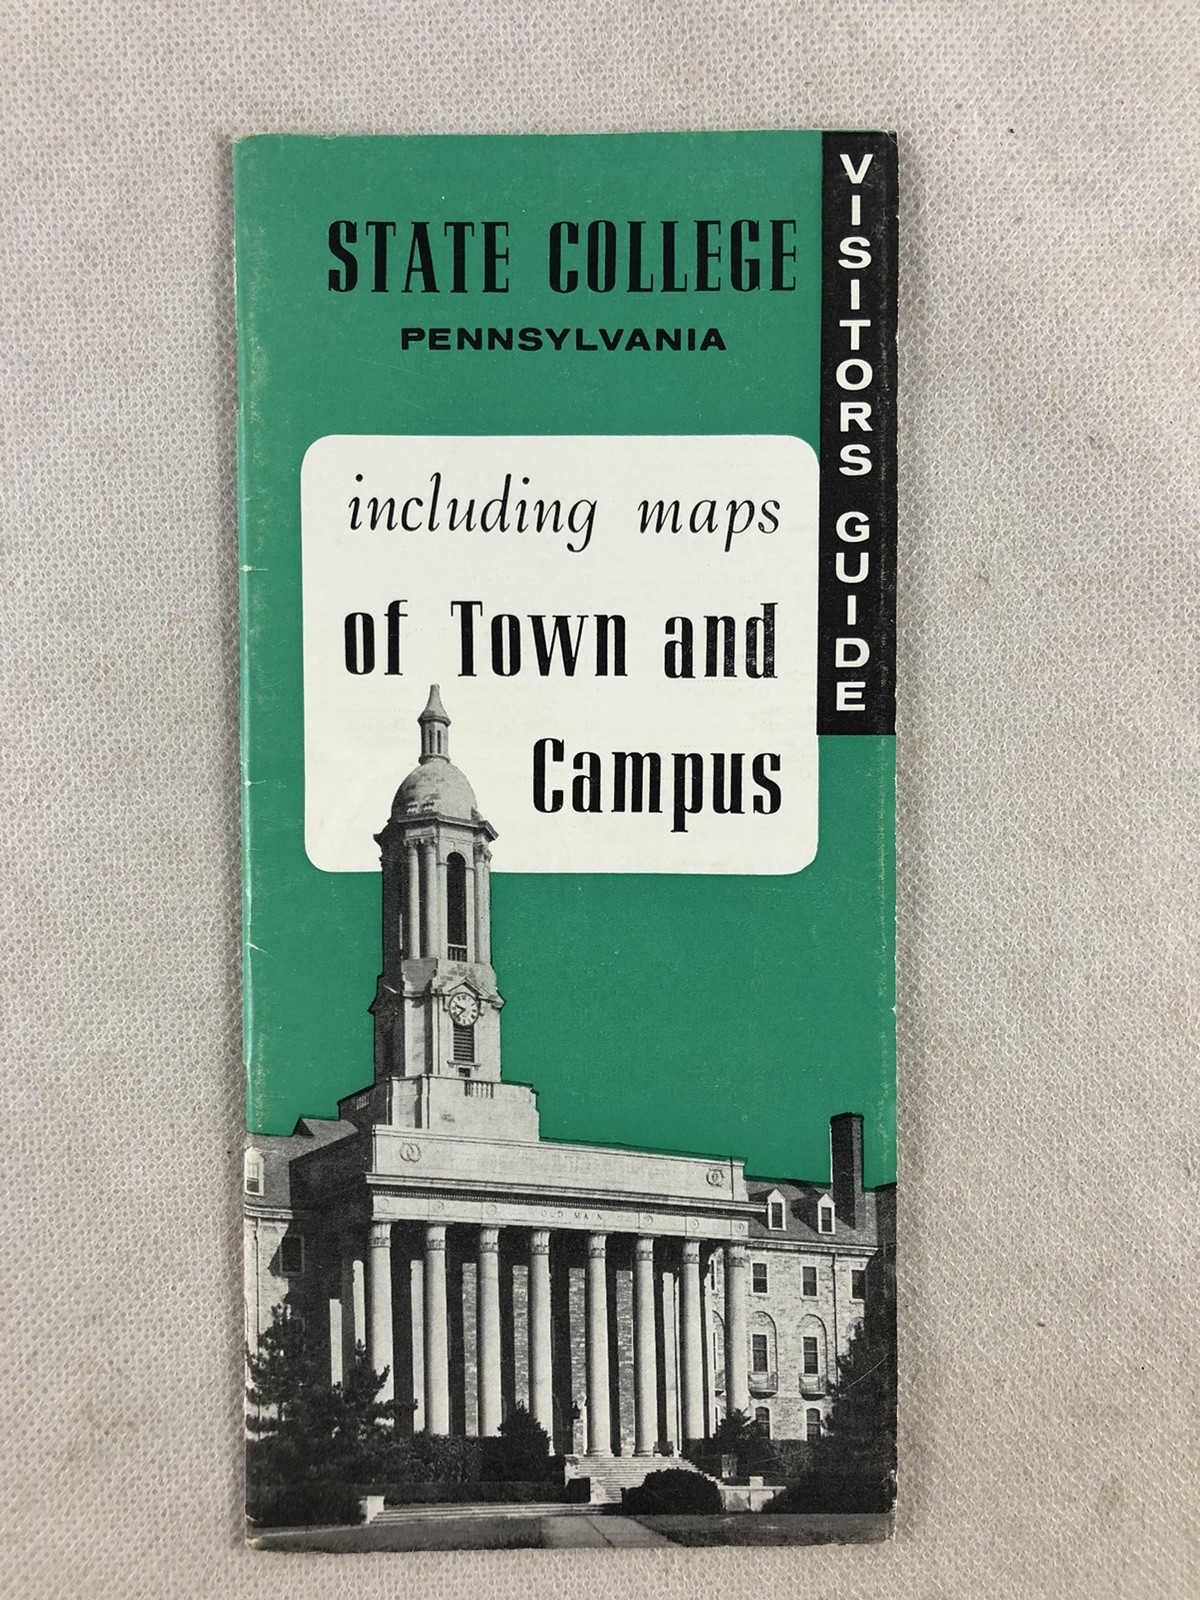 STATE COLLEGE
PENNSYLVANIA
including maps
of Town and
Campus
VISITORS GUIDE
OLD MAIN